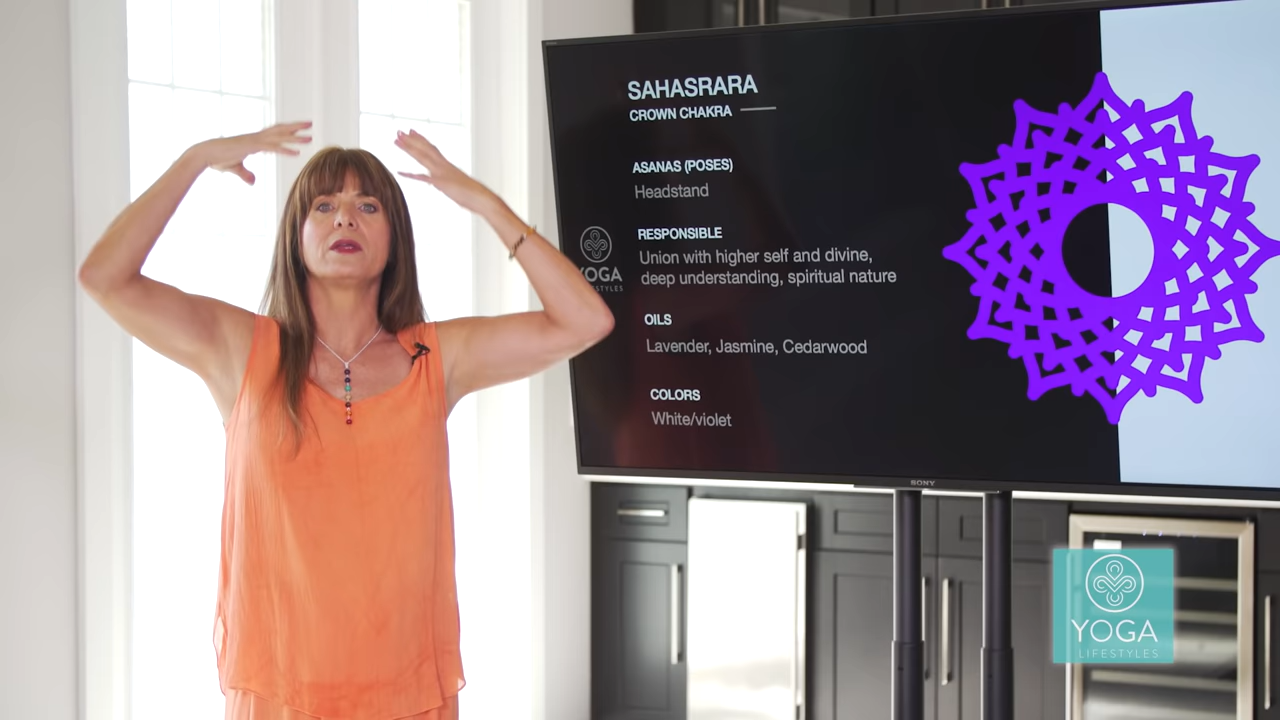 SAHASRARA
CROWN CHAKRA
ASANAS (POSES)
Headstand
RESPONSIBLE
Union with higher self and divine,
deep understanding, spiritual nature
OILS
Lavender, Jasmine, Cedarwood
COLORS
White/violet
YOGA
LIFESTYLES
SONY
YOGA
LIFESTYLES